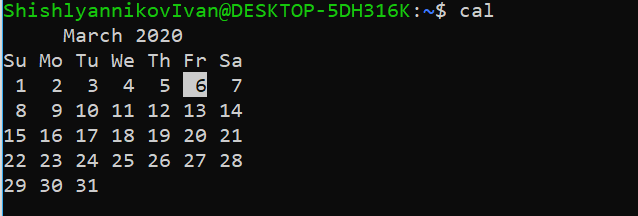 ShishlyannikovIvan@DESKTOP-5DH316K:~$ cal
     March 2020
Su Mo Tu We Th Fr Sa
 1  2  3  4  5  6  7
 8  9 10 11 12 13 14
15 16 17 18 19 20 21
22 23 24 25 26 27 28
29 30 31